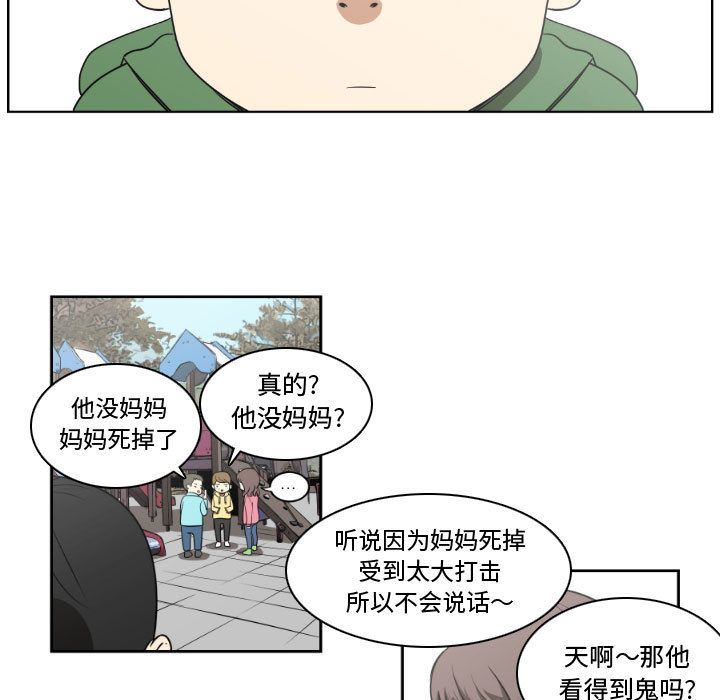 他没妈妈
妈妈死掉了
真的?
他没妈妈?
...
听说因为妈妈死掉
受到太大打击
所以不会说话～
天啊～那他
看得到鬼吗?